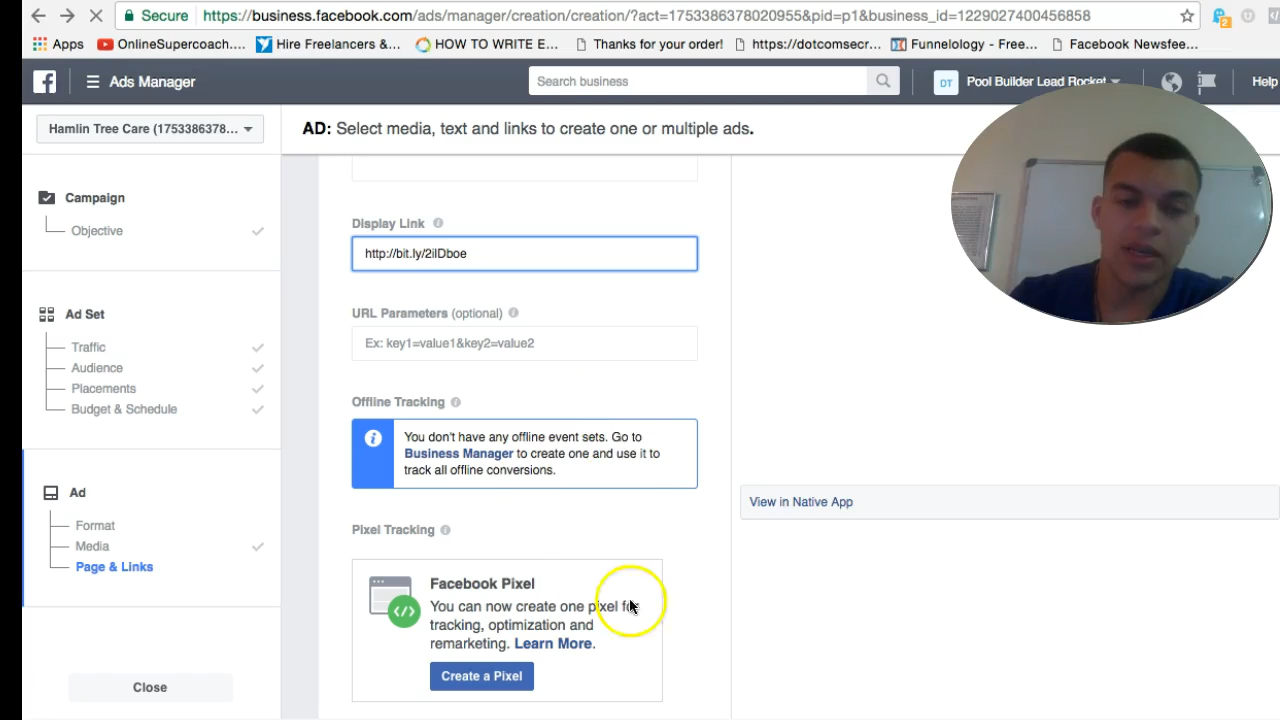 Secure https://business.facebook.com/ads/manager/creation/creation/?act=1753386378020955&pid=p1&business_id=1229027400456858
Apps OnlineSupercoach.... Hire Freelancers &... HOW TO WRITE E... Thanks for your order! https://dotcomsecr... Funnelology - Free... Facebook Newsfee...
Ads Manager Search business DT Pool Builder Lead Rocket Help
Hamlin Tree Care (1753386378... AD: Select media, text and links to create one or multiple ads.
Campaign
Objective
Ad Set
Traffic
Audience
Placements
Budget & Schedule
Ad
Format
Media
Page & Links
Close
Display Link
http://bit.ly/2ilDboe
URL Parameters (optional)
Ex: key1=value1&key2=value2
Offline Tracking
You don't have any offline event sets. Go to
Business Manager to create one and use it to
track all offline conversions.
Pixel Tracking
Facebook Pixel
You can now create one pixel for
tracking, optimization and
remarketing. Learn More.
Create a Pixel
View in Native App